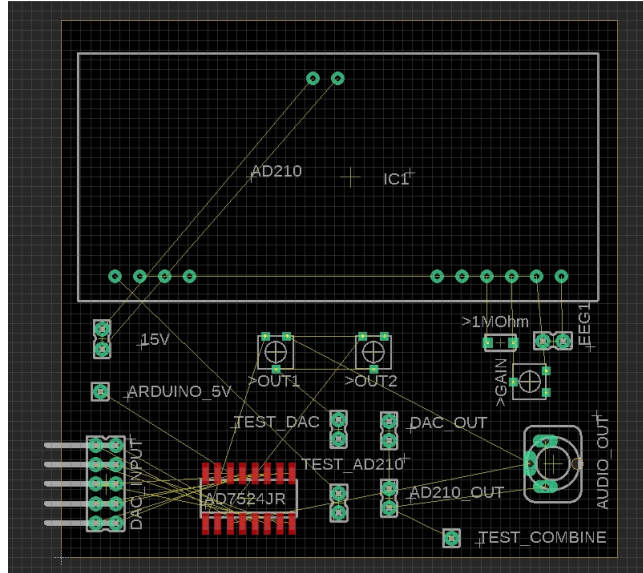 AD210
IC1
>1MOhm
EEG1
15V
>OUT1
>OUT2
>GAIN
ARDUINO_5V
TEST_DAC
DAC_OUT
AUDIO_OUT
DAC_INPUT
TEST_AD210
AD7524JR
AD210_OUT
TEST_COMBINE